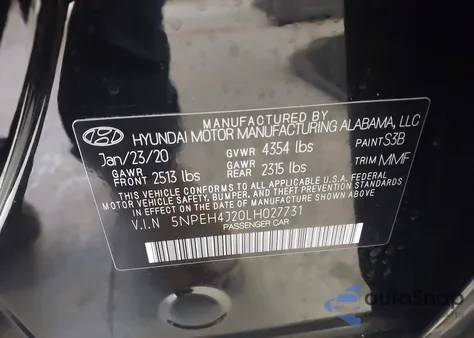 MANUFACTURED BY
HYUNDAI MOTOR MANUFACTURING ALABAMA, LLC
Jan/23/20 GVWR 4354 lbs PAINT S3B
GAWR FRONT 2513 lbs GAWR REAR 2315 lbs TRIM MMF
THIS VEHICLE CONFORMS TO ALL APPLICABLE U.S. FEDERAL
MOTOR VEHICLE SAFETY, BUMPER, AND THEFT PREVENTION STANDARDS
IN EFFECT ON THE DATE OF MANUFACTURE SHOWN ABOVE.
V.I.N 5NPEH4J20LH027731
PASSENGER CAR
autoSnap